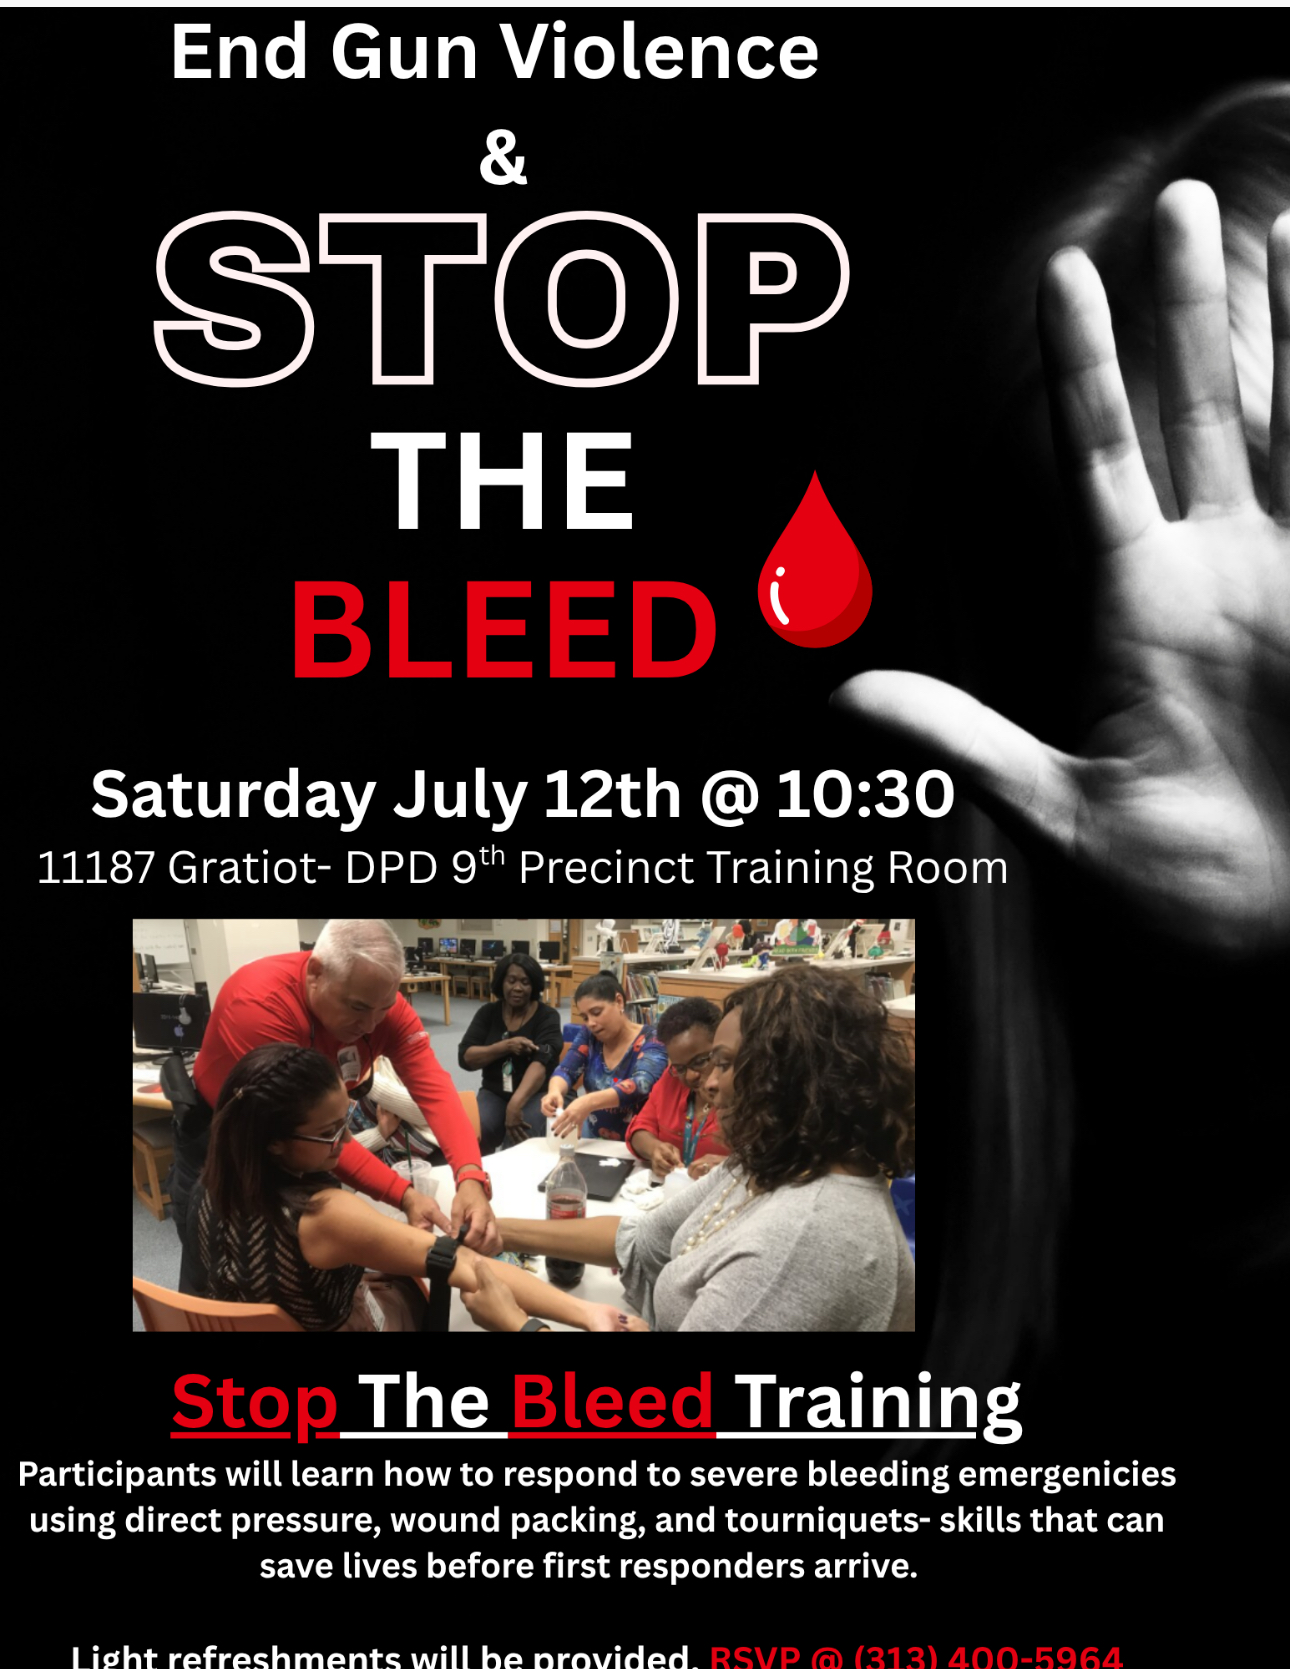 End Gun Violence
&
STOP
THE
BLEED
Saturday July 12th @ 10:30
11187 Gratiot- DPD 9th Precinct Training Room
Stop The Bleed Training
Participants will learn how to respond to severe bleeding emergenicies
using direct pressure, wound packing, and tourniquets- skills that can
save lives before first responders arrive.
Light refreshments will be provided. RSVP @ (313) 400-5964